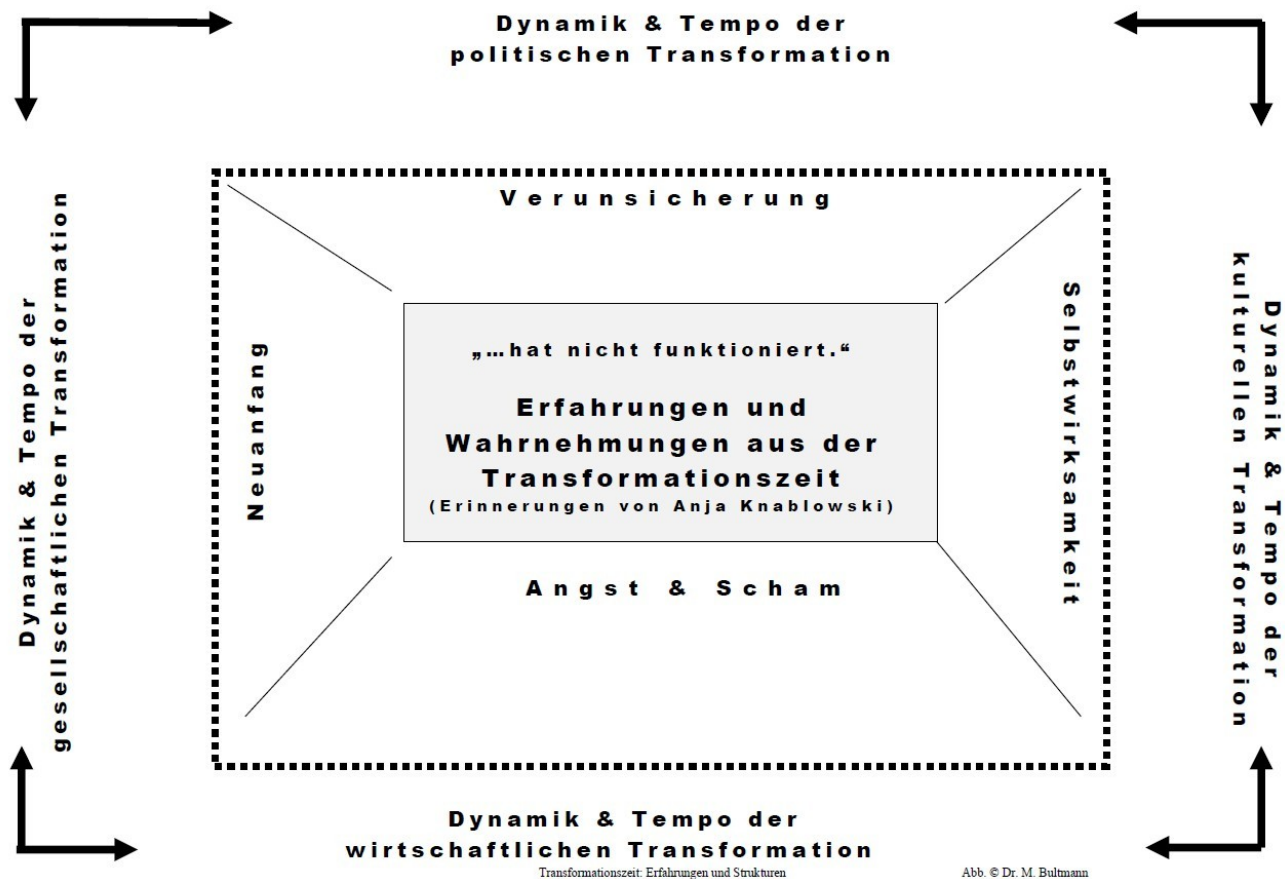 Dynamik & Tempo der
politischen Transformation
Dynamik & Tempo der
gesellschaftlichen Transformation
Verunsicherung
Neuanfang
„…hat nicht funktioniert.“
Erfahrungen und
Wahrnehmungen aus der
Transformationszeit
(Erinnerungen von Anja Knablowski)
Selbstwirksamkeit
Angst & Scham
Dynamik & Tempo der
kulturellen Transformation
Dynamik & Tempo der
wirtschaftlichen Transformation
Transformationszeit: Erfahrungen und Strukturen
Abb. © Dr. M. Bultmann